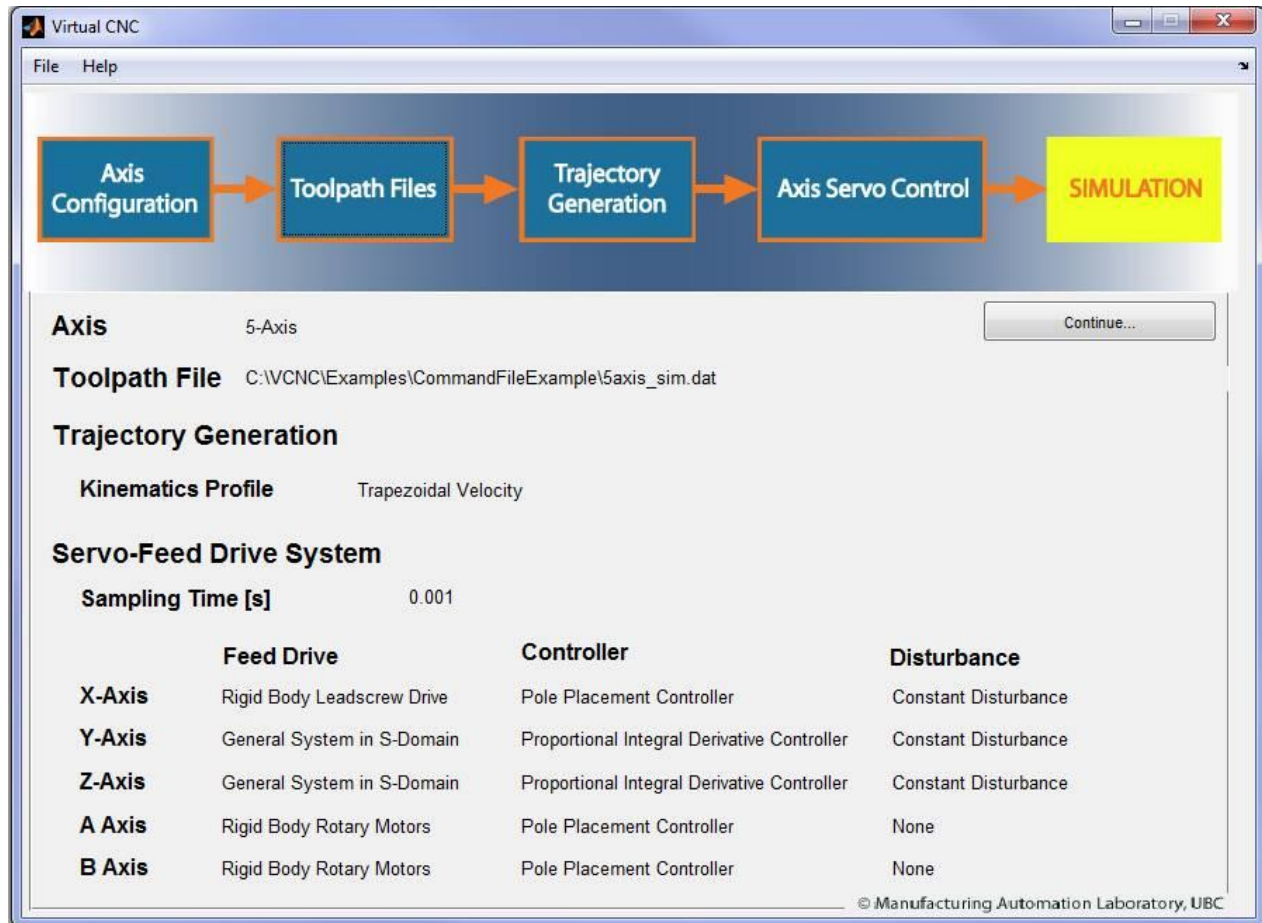 Virtual CNC
File Help
Axis
Configuration
Toolpath Files
Trajectory
Generation
Axis Servo Control
SIMULATION
Axis 5-Axis Continue...
Toolpath File C:\VCNC\Examples\CommandFileExample\5axis_sim.dat
Trajectory Generation
Kinematics Profile Trapezoidal Velocity
Servo-Feed Drive System
Sampling Time [s] 0.001
Feed Drive Controller Disturbance
X-Axis Rigid Body Leadscrew Drive Pole Placement Controller Constant Disturbance
Y-Axis General System in S-Domain Proportional Integral Derivative Controller Constant Disturbance
Z-Axis General System in S-Domain Proportional Integral Derivative Controller Constant Disturbance
A Axis Rigid Body Rotary Motors Pole Placement Controller None
B Axis Rigid Body Rotary Motors Pole Placement Controller None
© Manufacturing Automation Laboratory, UBC